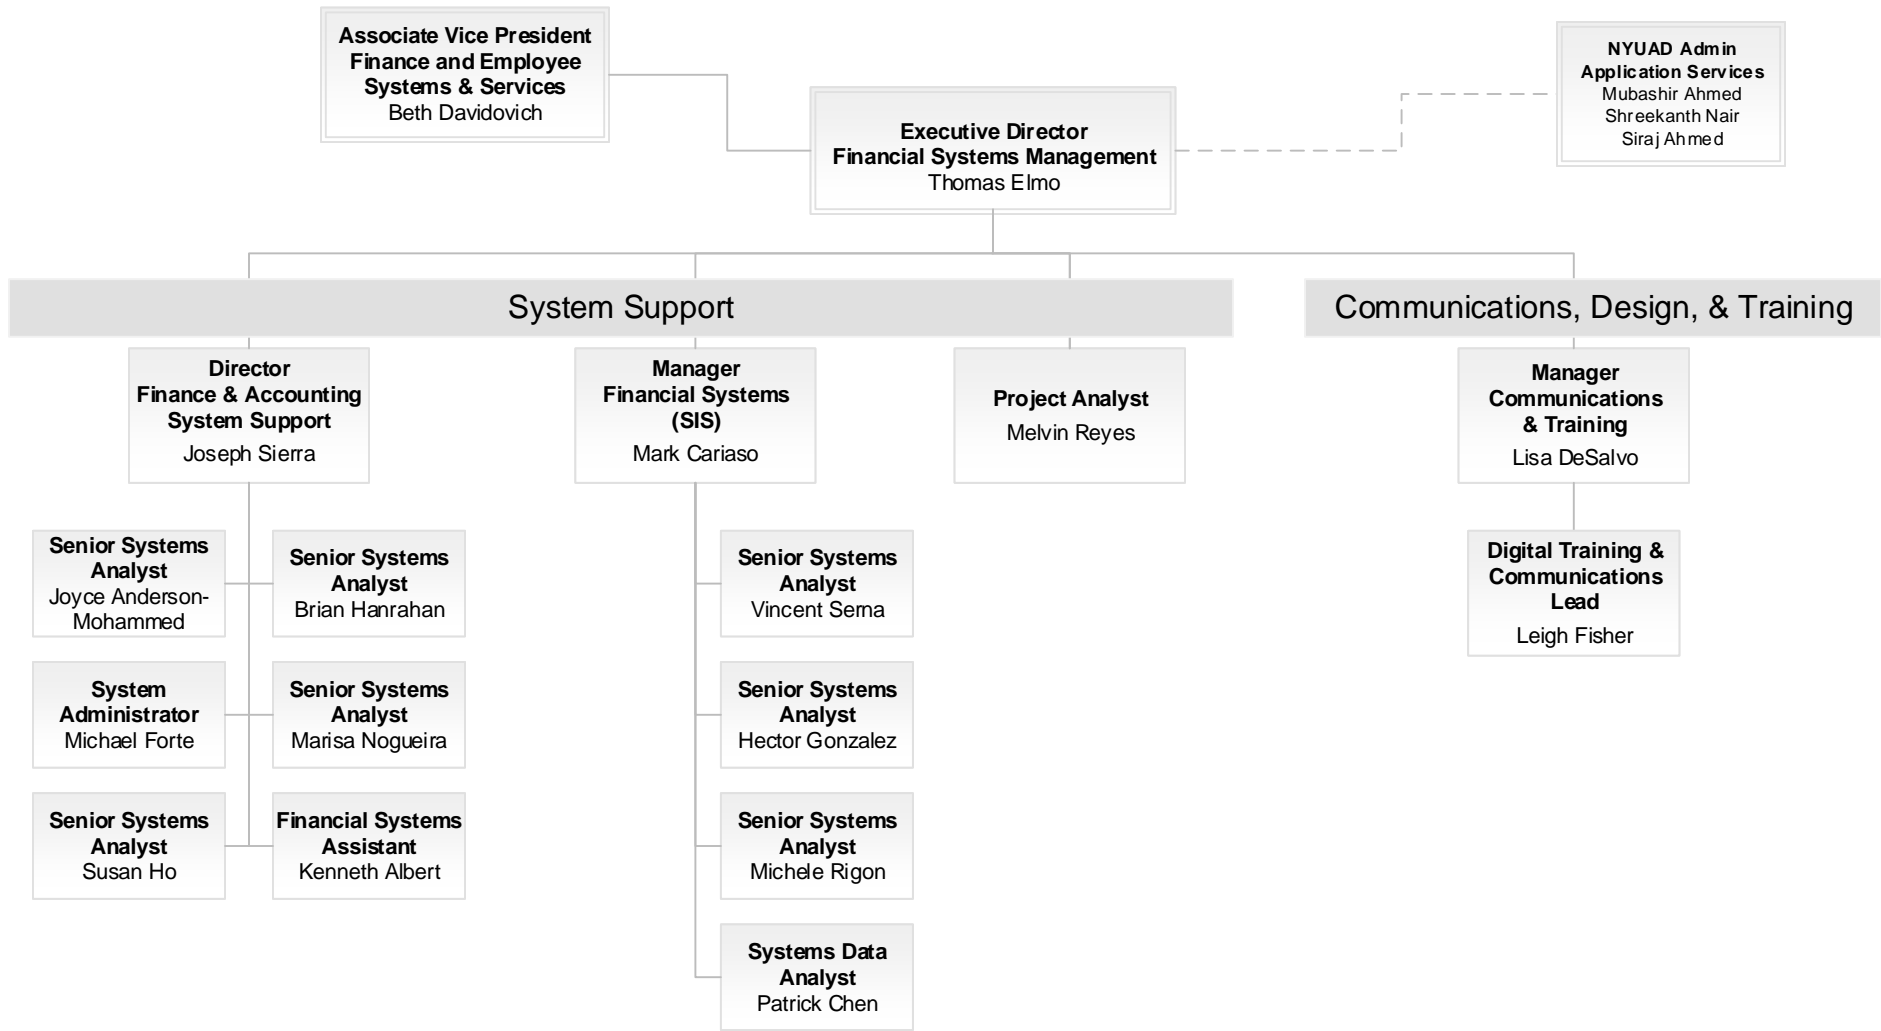 Associate Vice President
Finance and Employee
Systems & Services
Beth Davidovich
NYUAD Admin
Application Services
Mubashir Ahmed
Shreekanth Nair
Siraj Ahmed
Executive Director
Financial Systems Management
Thomas Elmo
System Support
Communications, Design, & Training
Director
Finance & Accounting
System Support
Joseph Sierra
Manager
Financial Systems
(SIS)
Mark Cariaso
Project Analyst
Melvin Reyes
Manager
Communications
& Training
Lisa DeSalvo
Senior Systems
Analyst
Joyce Anderson-
Mohammed
Senior Systems
Analyst
Brian Hanrahan
Senior Systems
Analyst
Vincent Serna
Digital Training &
Communications
Lead
Leigh Fisher
System
Administrator
Michael Forte
Senior Systems
Analyst
Marisa Nogueira
Senior Systems
Analyst
Hector Gonzalez
Senior Systems
Analyst
Susan Ho
Financial Systems
Assistant
Kenneth Albert
Senior Systems
Analyst
Michele Rigon
Systems Data
Analyst
Patrick Chen